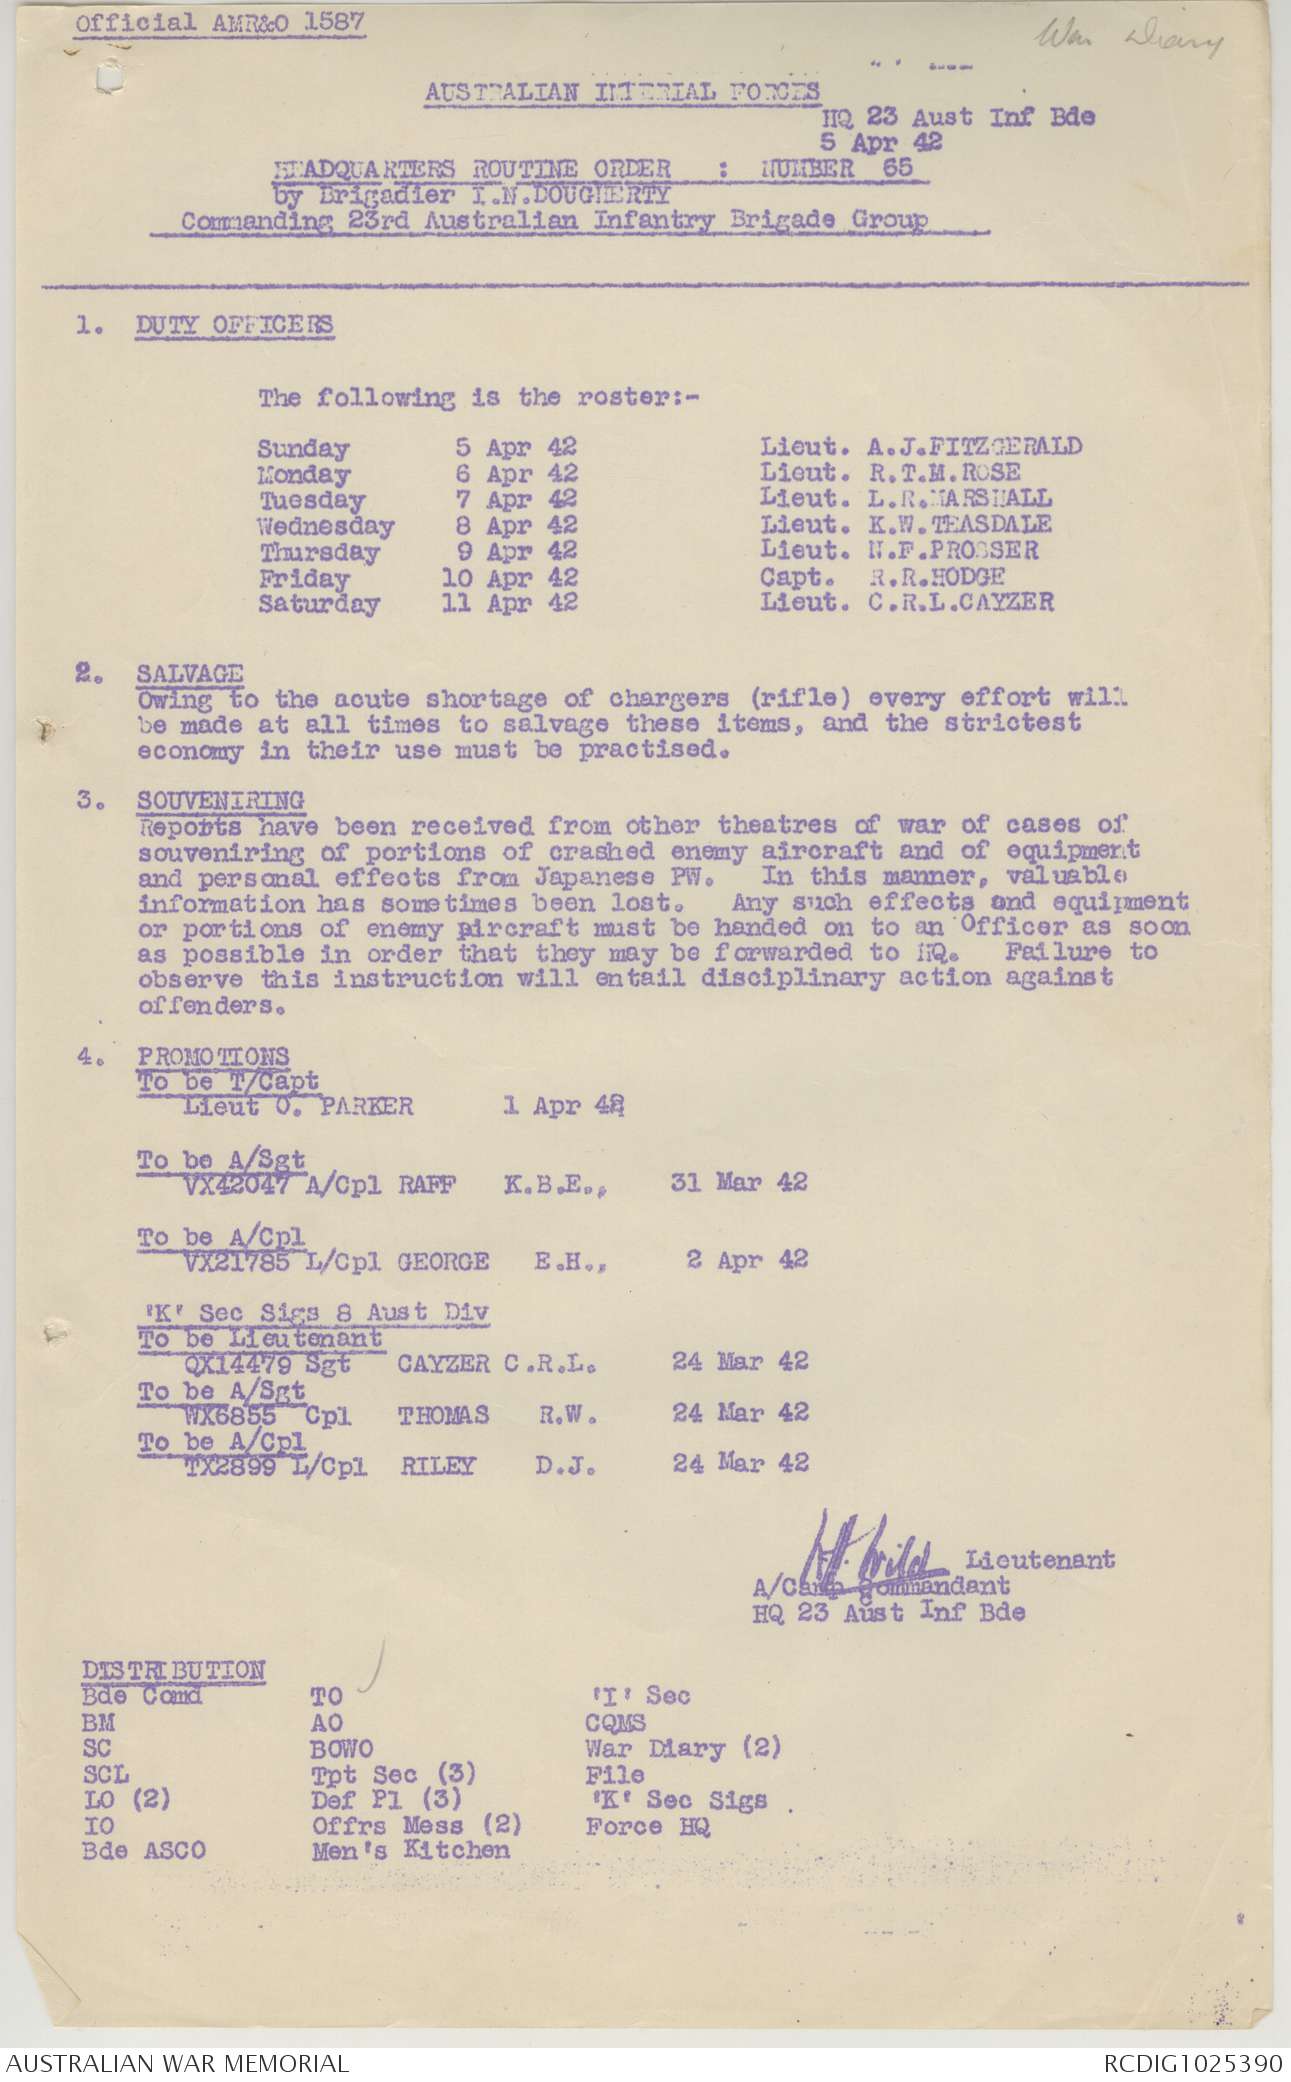 Official AMR&O 1587
War Diary
AUSTRALIAN IMPERIAL FORCES
HQ 23 Aust Inf Bde
5 Apr 42
HEADQUARTERS ROUTINE ORDER : NUMBER 65
by Brigadier I.N.DOUGHERTY
Commanding 23rd Australian Infantry Brigade Group
1. DUTY OFFICERS
The following is the roster:-
Sunday 5 Apr 42 Lieut. A.J.FITZGERALD
Monday 6 Apr 42 Lieut. R.T.M.ROSE
Tuesday 7 Apr 42 Lieut. L.R.MARSHALL
Wednesday 8 Apr 42 Lieut. K.W.TEASDALE
Thursday 9 Apr 42 Lieut. N.F.PROSSER
Friday 10 Apr 42 Capt. R.R.HODGE
Saturday 11 Apr 42 Lieut. C.R.L.CAYZER
2. SALVAGE
Owing to the acute shortage of chargers (rifle) every effort will
be made at all times to salvage these items, and the strictest
economy in their use must be practised.
3. SOUVENIRING
Reports have been received from other theatres of war of cases of
souveniring of portions of crashed enemy aircraft and of equipment
and personal effects from Japanese PW. In this manner, valuable
information has sometimes been lost. Any such effects and equipment
or portions of enemy aircraft must be handed on to an Officer as soon
as possible in order that they may be forwarded to HQ. Failure to
observe this instruction will entail disciplinary action against
offenders.
4. PROMOTIONS
To be T/Capt
Lieut O. PARKER 1 Apr 42
To be A/Sgt
VX42047 A/Cpl RAFF K.B.E., 31 Mar 42
To be A/Cpl
VX21785 L/Cpl GEORGE E.H., 2 Apr 42
'K' Sec Sigs 8 Aust Div
To be Lieutenant
QX14479 Sgt CAYZER C.R.L. 24 Mar 42
To be A/Sgt
WX6855 Cpl THOMAS R.W. 24 Mar 42
To be A/Cpl
TX2899 L/Cpl RILEY D.J. 24 Mar 42
Wild Lieutenant
A/Camp Commandant
HQ 23 Aust Inf Bde
DISTRIBUTION
Bde Comd TO 'I' Sec
BM AO CQMS
SC BOWO War Diary (2)
SCL Tpt Sec (3) File
LO (2) Def Pl (3) 'K' Sec Sigs
IO Offrs Mess (2) Force HQ
Bde ASCO Men's Kitchen
AUSTRALIAN WAR MEMORIAL RCDIG1025390